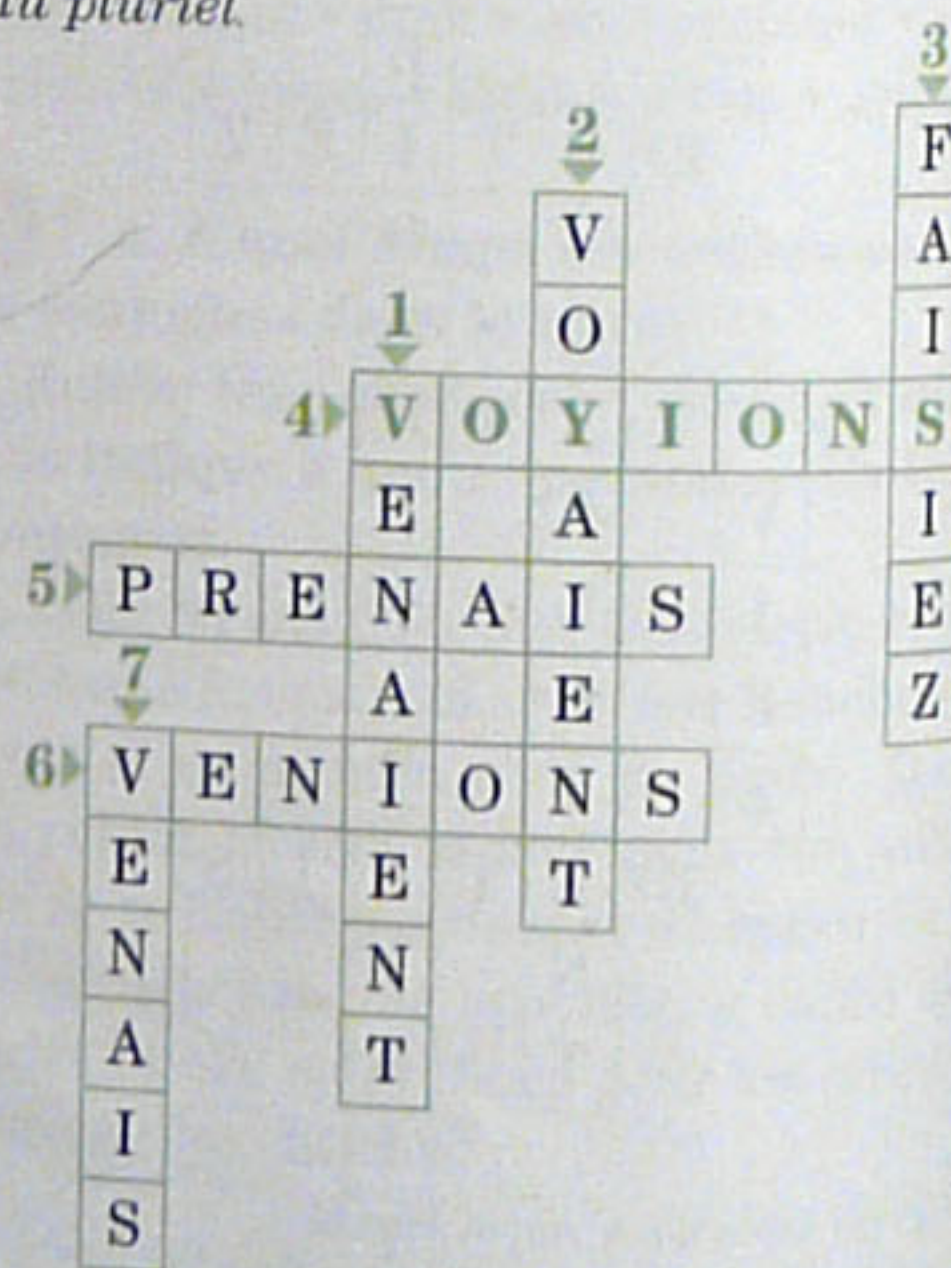 pluriel.
3
FAISIEZ
2
VOYAIENT
1
VENAIENT
4 VOYIONS
5 PRENAIS
7
VENAIS
6 VENIONS